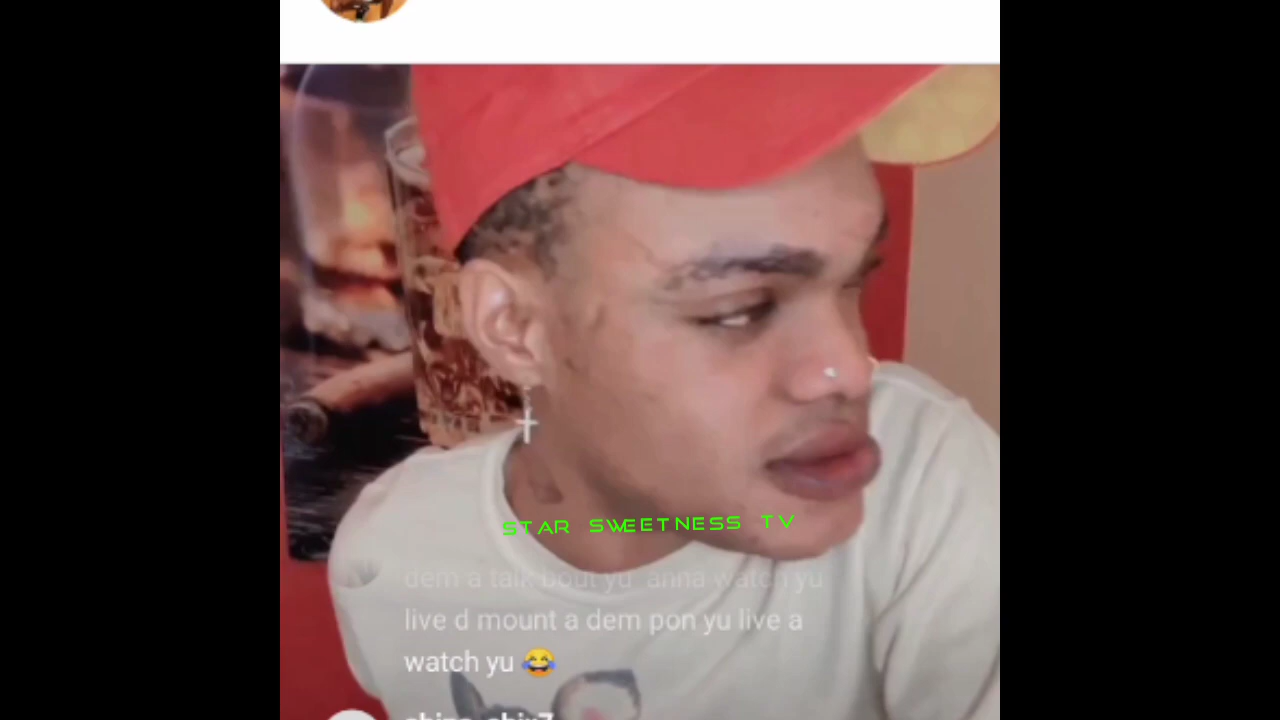 STAR SWEETNESS TV
dem a talk bout yu anna watch yu
live d mount a dem pon yu live a
watch yu 😂